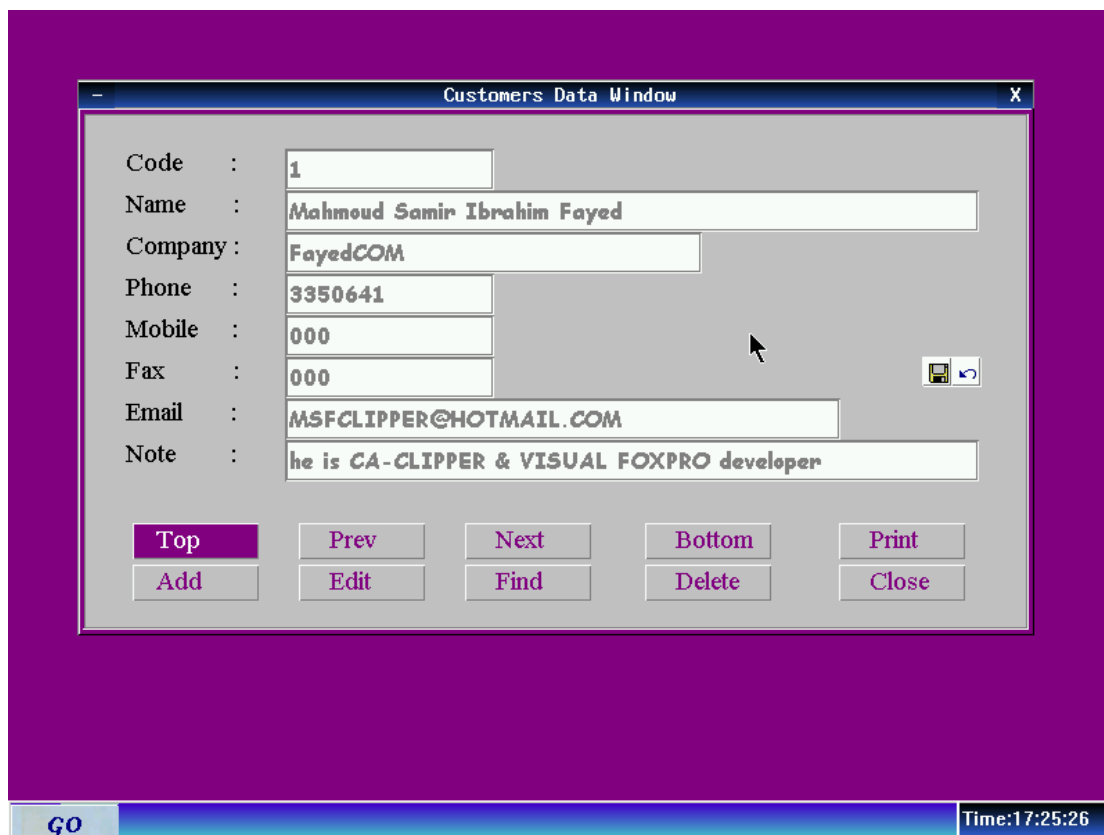 - Customers Data Window X
Code : 1
Name : Mahmoud Samir Ibrahim Fayed
Company : FayedCOM
Phone : 3350641
Mobile : 000
Fax : 000
Email : MSFCLIPPER@HOTMAIL.COM
Note : he is CA-CLIPPER & VISUAL FOXPRO developer
Top Prev Next Bottom Print
Add Edit Find Delete Close
GO Time:17:25:26